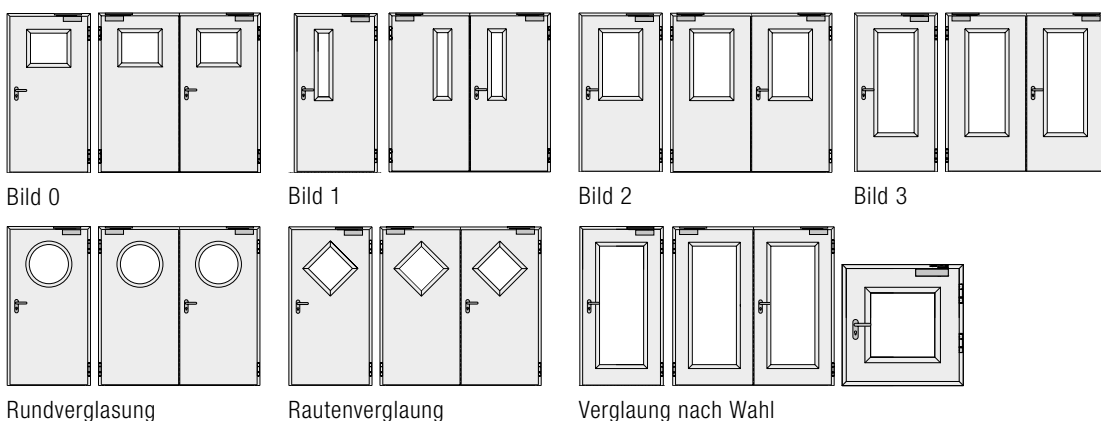 Bild 0
Bild 1
Bild 2
Bild 3
Rundverglasung
Rautenverglaung
Verglaung nach Wahl